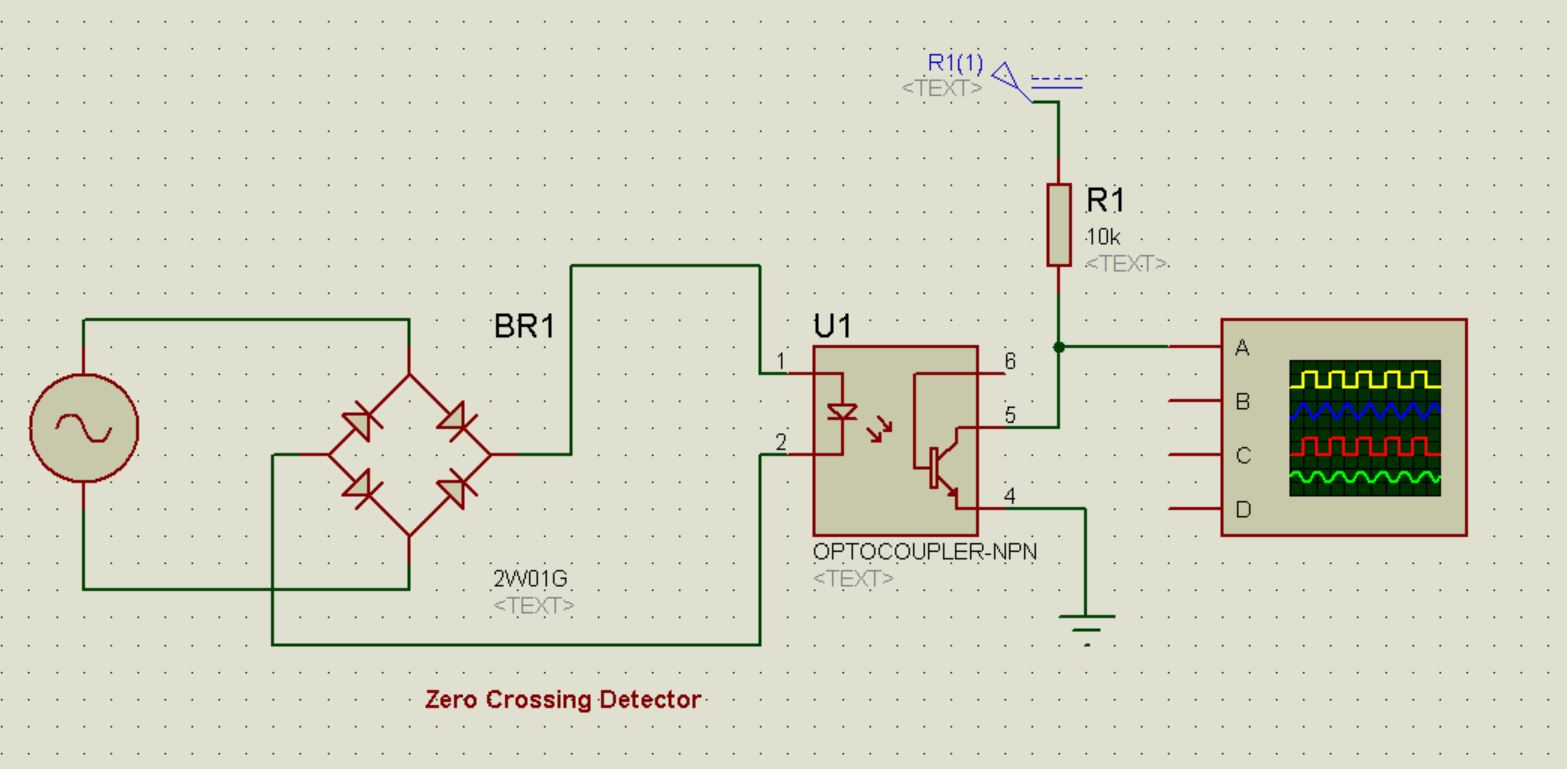 R1(1)
<TEXT>
R1
10k
<TEXT>
BR1
U1
1
6
A
B
5
2
C
4
D
OPTOCOUPLER-NPN
<TEXT>
2W01G
<TEXT>
Zero Crossing Detector